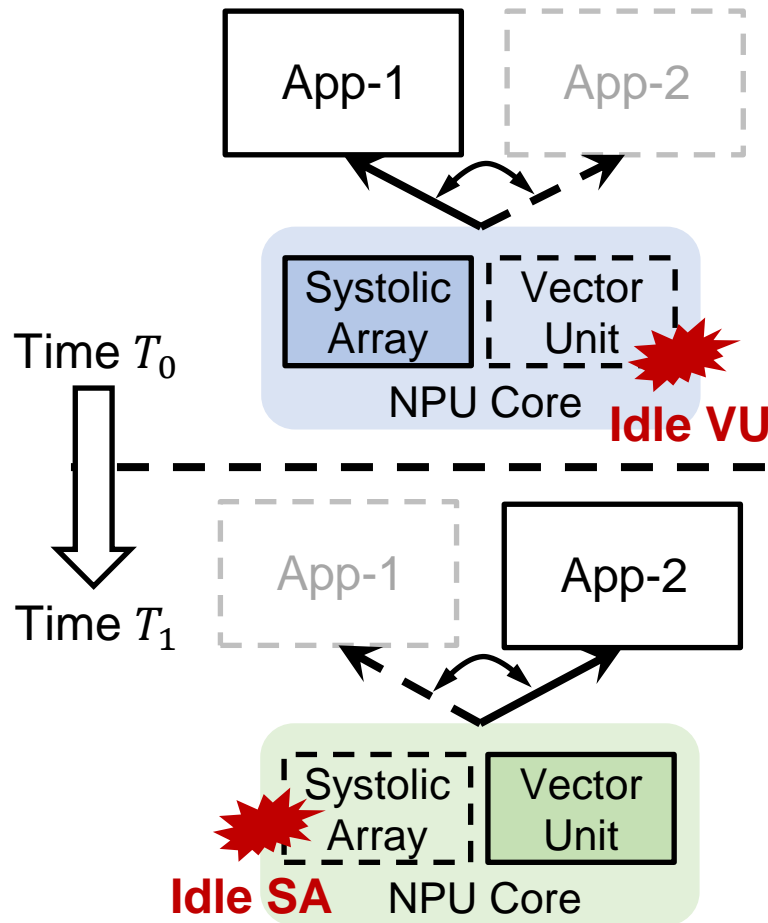 App-1
App-2
Systolic
Array
Vector
Unit
Time T₀
NPU Core
Idle VU
App-1
App-2
Time T₁
Systolic
Array
Vector
Unit
Idle SA
NPU Core